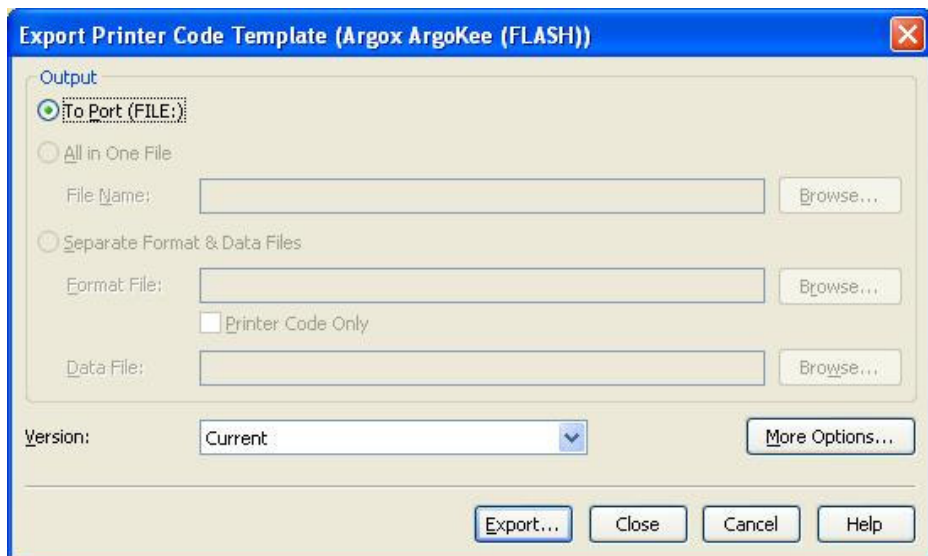 Export Printer Code Template (Argox ArgoKee (FLASH))
Output
To Port (FILE:)
All in One File
File Name:
Browse...
Separate Format & Data Files
Format File:
Browse...
Printer Code Only
Data File:
Browse...
Version:
Current
More Options...
Export...
Close
Cancel
Help